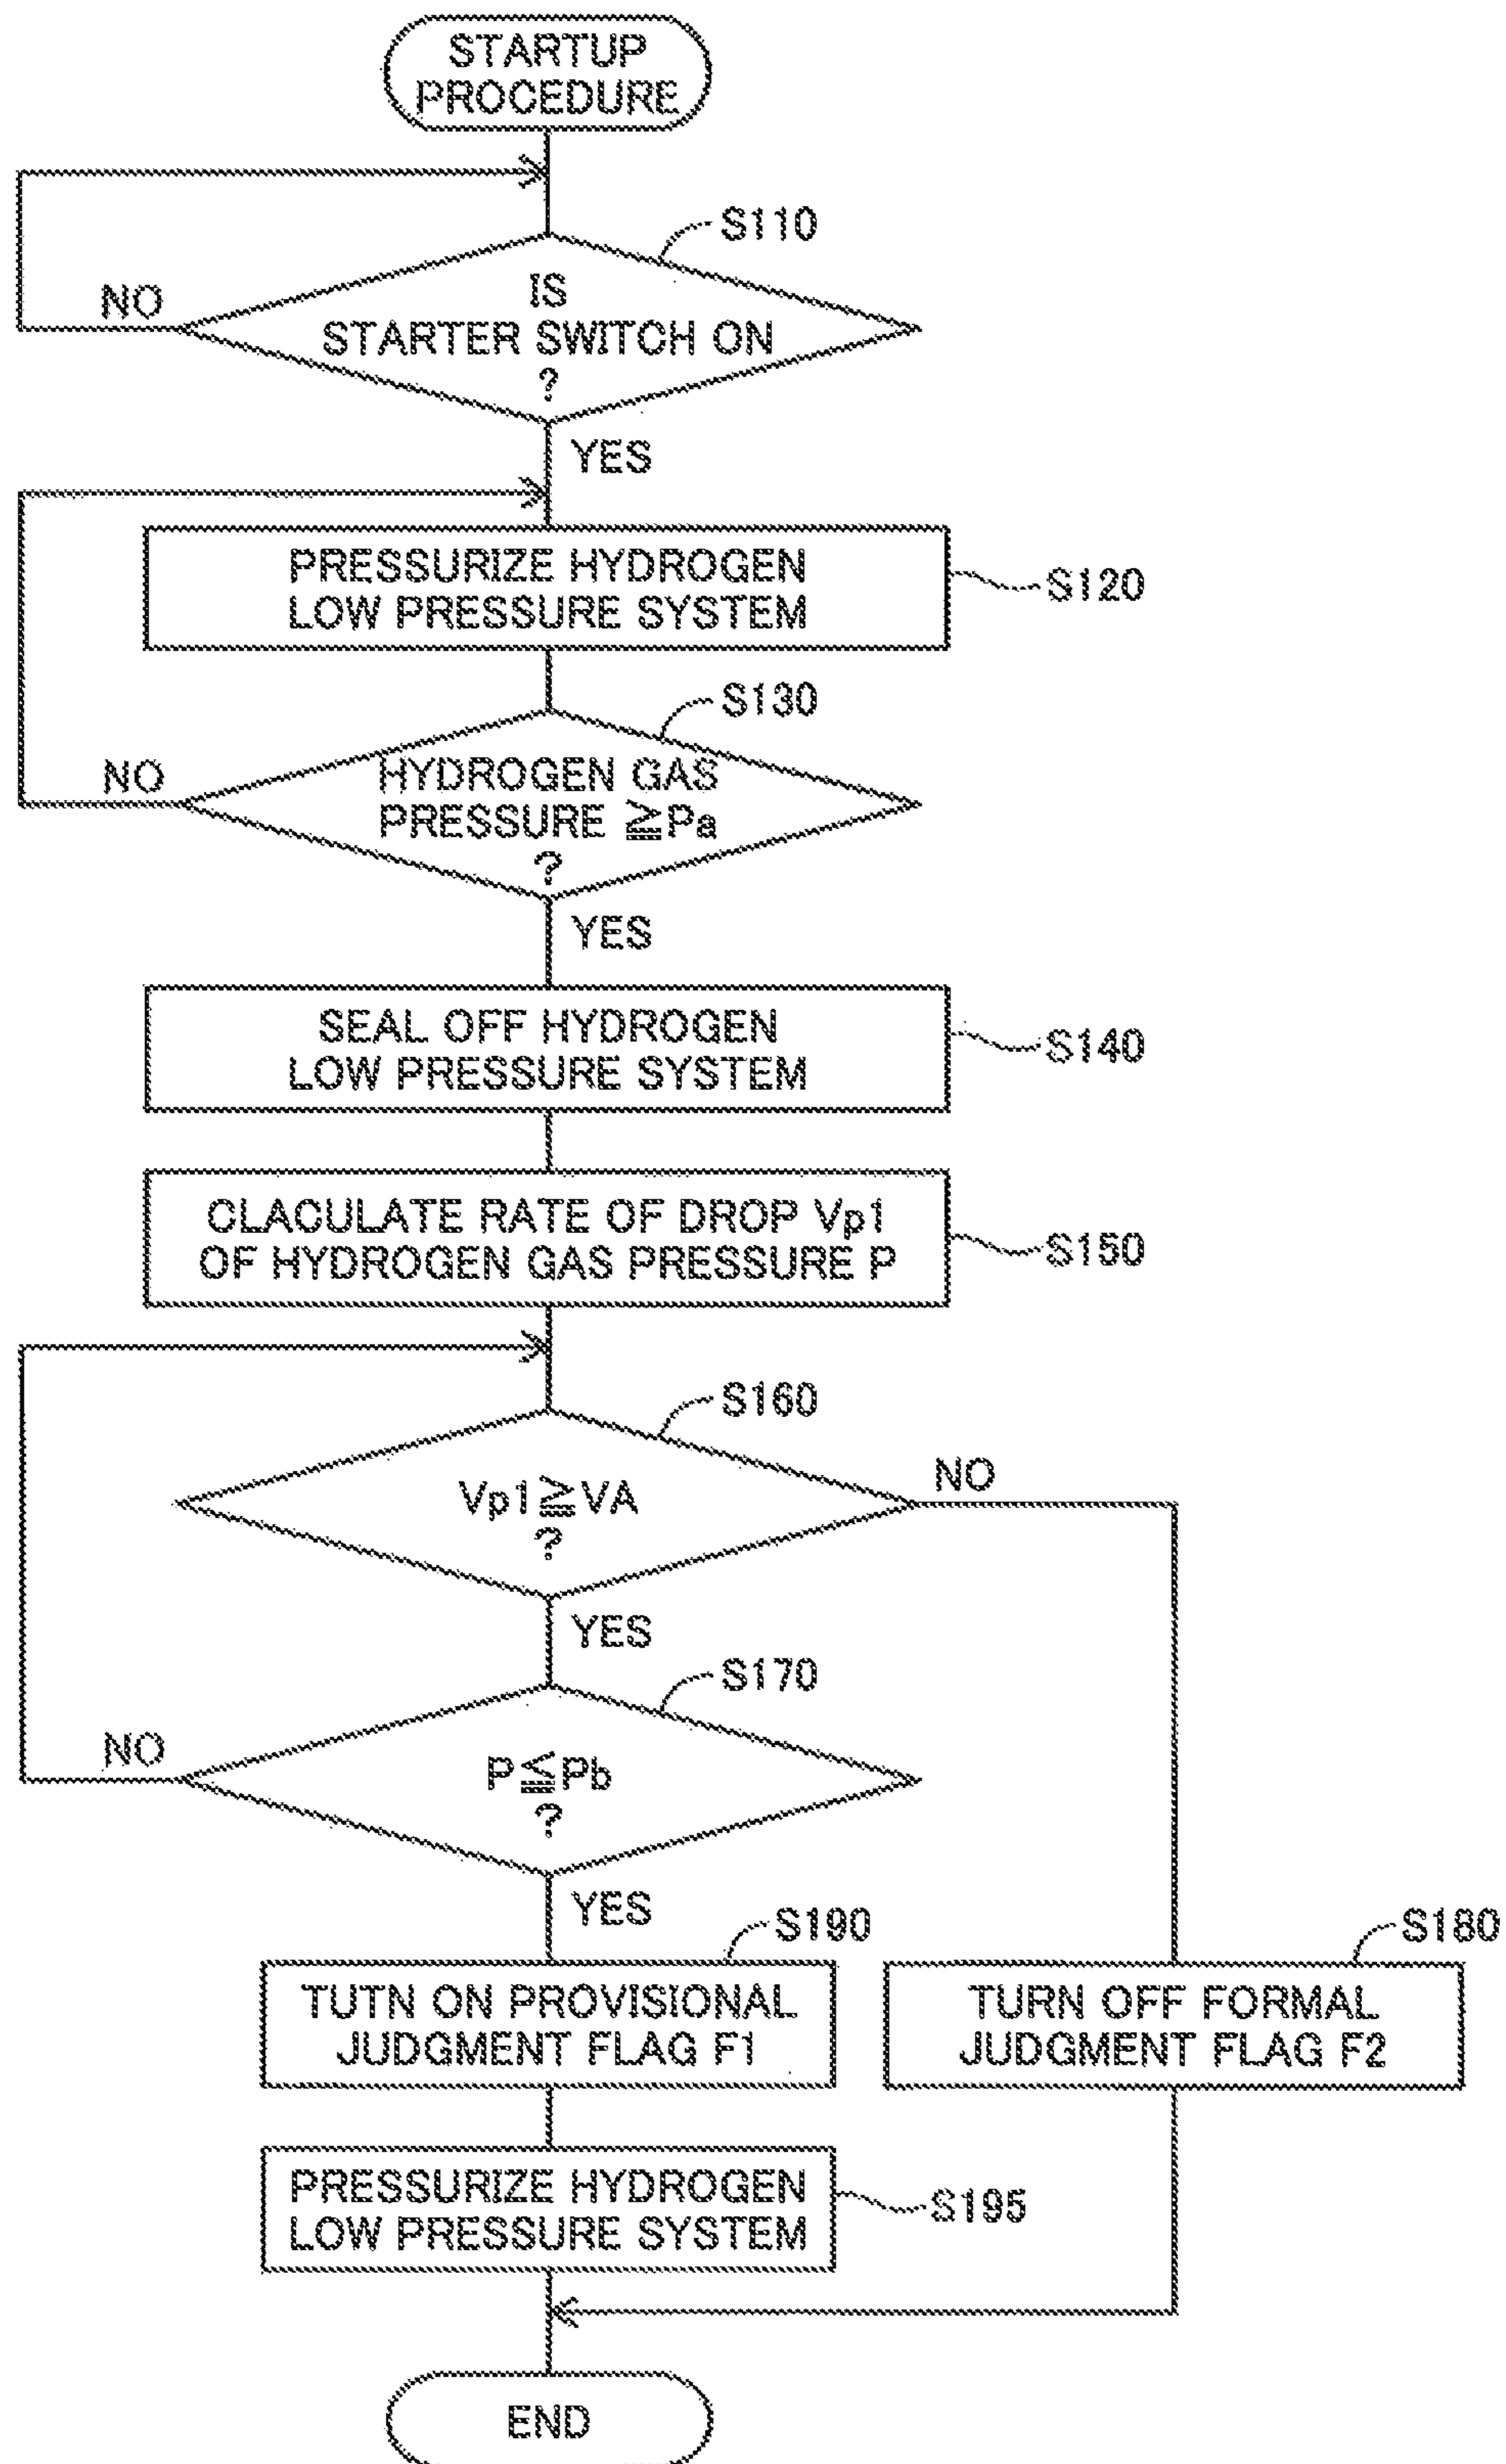 STARTUP
PROCEDURE
S110
NO
IS
STARTER SWITCH ON
?
YES
PRESSURIZE HYDROGEN
LOW PRESSURE SYSTEM
S120
S130
NO
HYDROGEN GAS
PRESSURE ≧Pa
?
YES
SEAL OFF HYDROGEN
LOW PRESSURE SYSTEM
S140
CLACULATE RATE OF DROP Vp1
OF HYDROGEN GAS PRESSURE P
S150
S160
NO
Vp1≧VA
?
YES
S170
NO
P≦Pb
?
YES
S190
S180
TUTN ON PROVISIONAL
JUDGMENT FLAG F1
TURN OFF FORMAL
JUDGMENT FLAG F2
PRESSURIZE HYDROGEN
LOW PRESSURE SYSTEM
S195
END